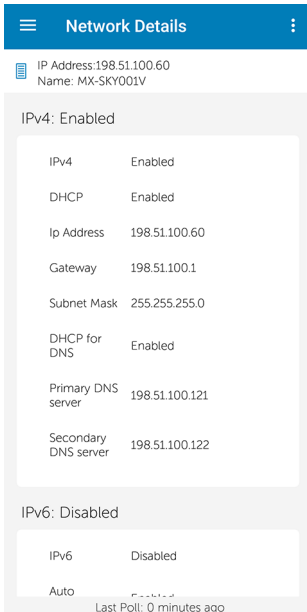 Network Details
IP Address:198.51.100.60
Name: MX-SKY001V
IPv4: Enabled
IPv4 Enabled
DHCP Enabled
Ip Address 198.51.100.60
Gateway 198.51.100.1
Subnet Mask 255.255.255.0
DHCP for
DNS Enabled
Primary DNS
server 198.51.100.121
Secondary
DNS server 198.51.100.122
IPv6: Disabled
IPv6 Disabled
Auto Enabled
Last Poll: 0 minutes ago